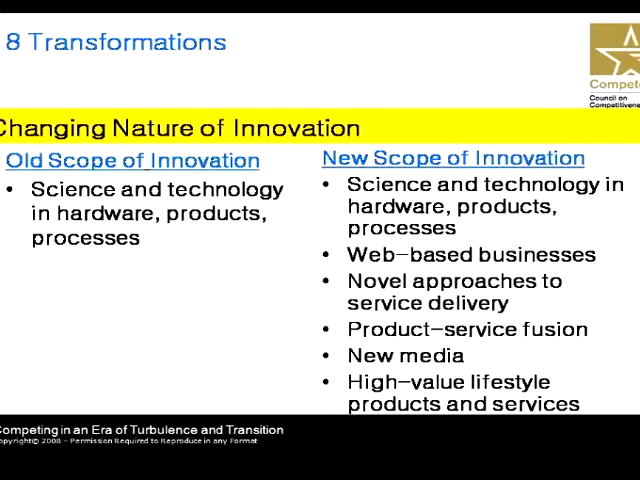 8 Transformations
Compete
Council on
Competitivene
Changing Nature of Innovation
Old Scope of Innovation
• Science and technology
in hardware, products,
processes
New Scope of Innovation
• Science and technology in
hardware, products,
processes
• Web-based businesses
• Novel approaches to
service delivery
• Product-service fusion
• New media
• High-value lifestyle
products and services
Competing in an Era of Turbulence and Transition
Copyright© 2008 - Permission Required to Reproduce in any Format